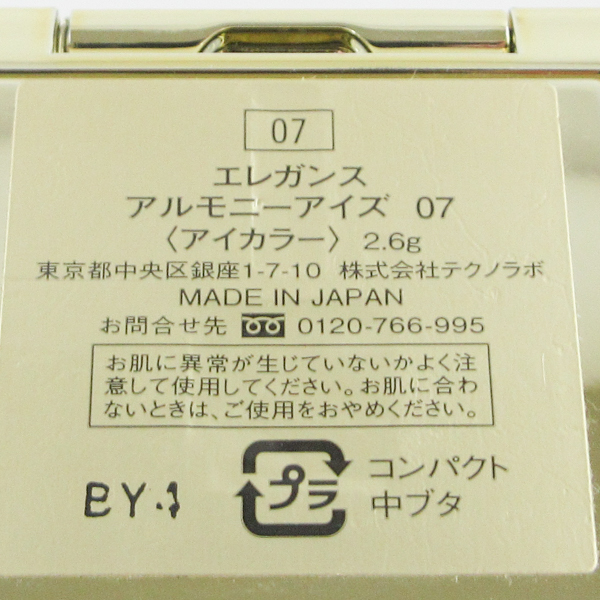 07
エレガンス
アルモニーアイズ 07
〈アイカラー〉 2.6g
東京都中央区銀座1-7-10 株式会社テクノラボ
MADE IN JAPAN
お問合せ先 0120-766-995
お肌に異常が生じていないかよく注
意して使用してください。お肌に合わ
ないときは、ご使用をおやめください。
プラ
コンパクト
中ブタ
BY.